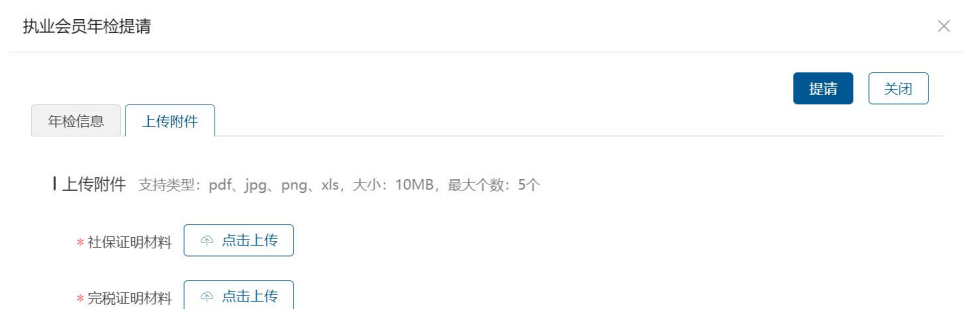 执业会员年检提请
提请 关闭
年检信息 上传附件
上传附件 支持类型：pdf、jpg、png、xls，大小：10MB，最大个数：5个
* 社保证明材料 点击上传
* 完税证明材料 点击上传